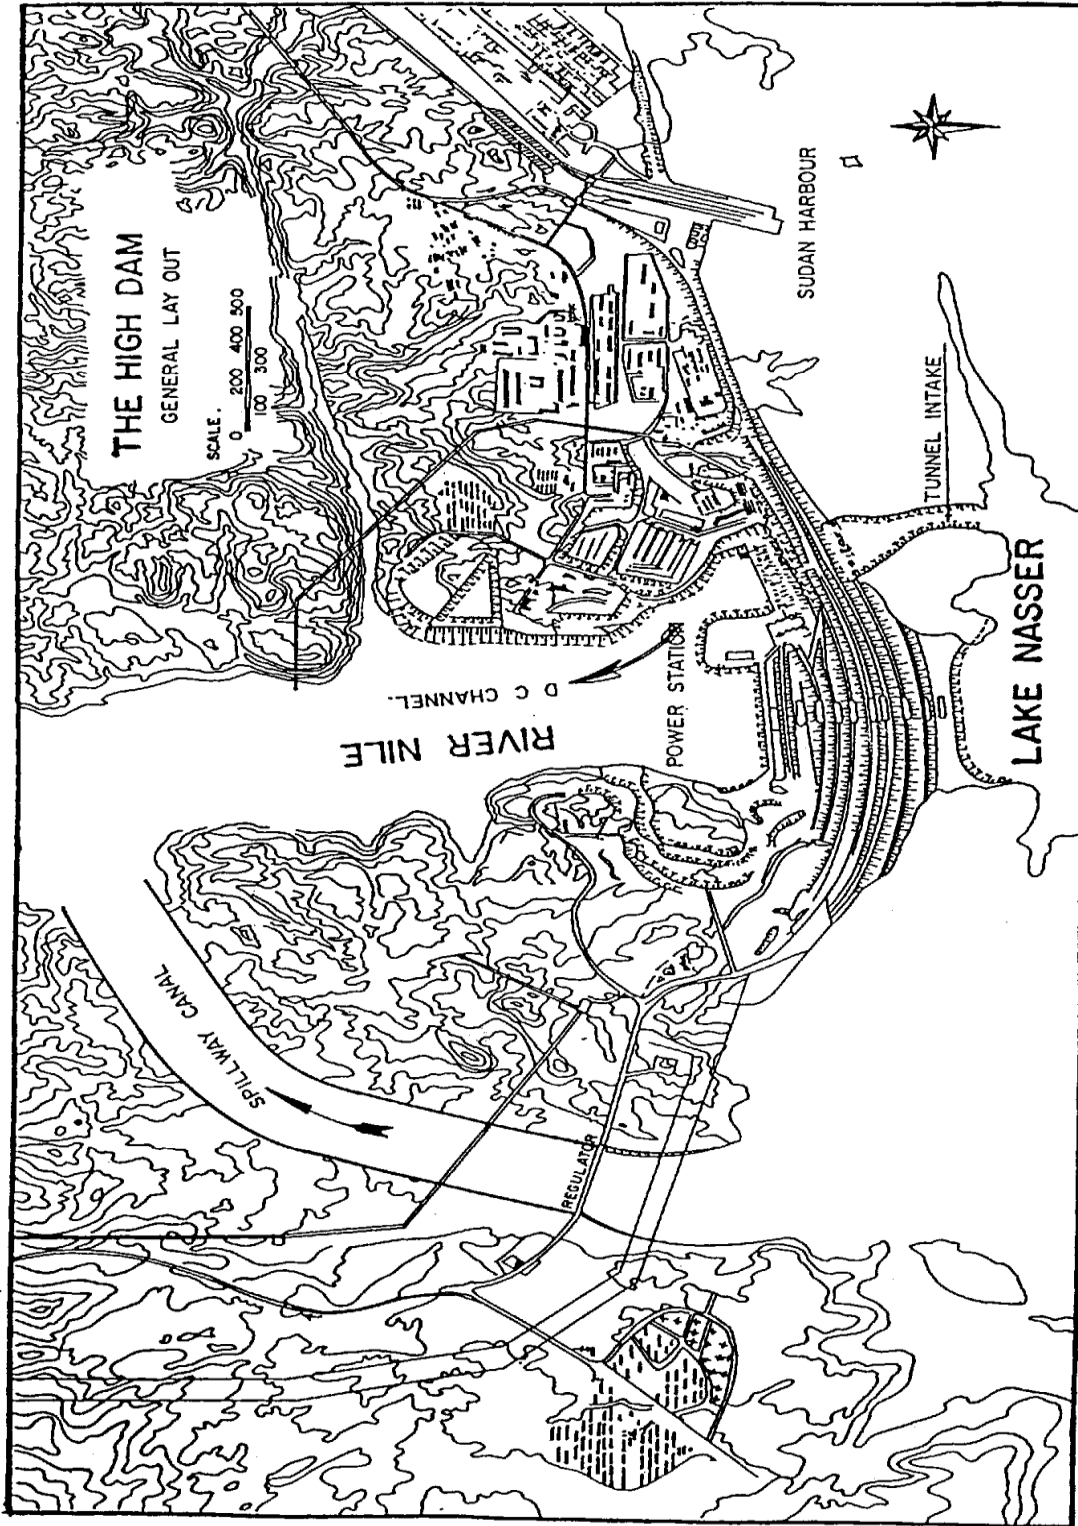 THE HIGH DAM
GENERAL LAY OUT
SCALE.
0 200 400 500
100 300
SUDAN HARBOUR
TUNNEL INTAKE
LAKE NASSER
POWER STATION
D C CHANNEL.
RIVER NILE
SPILLWAY CANAL
REGULATOR